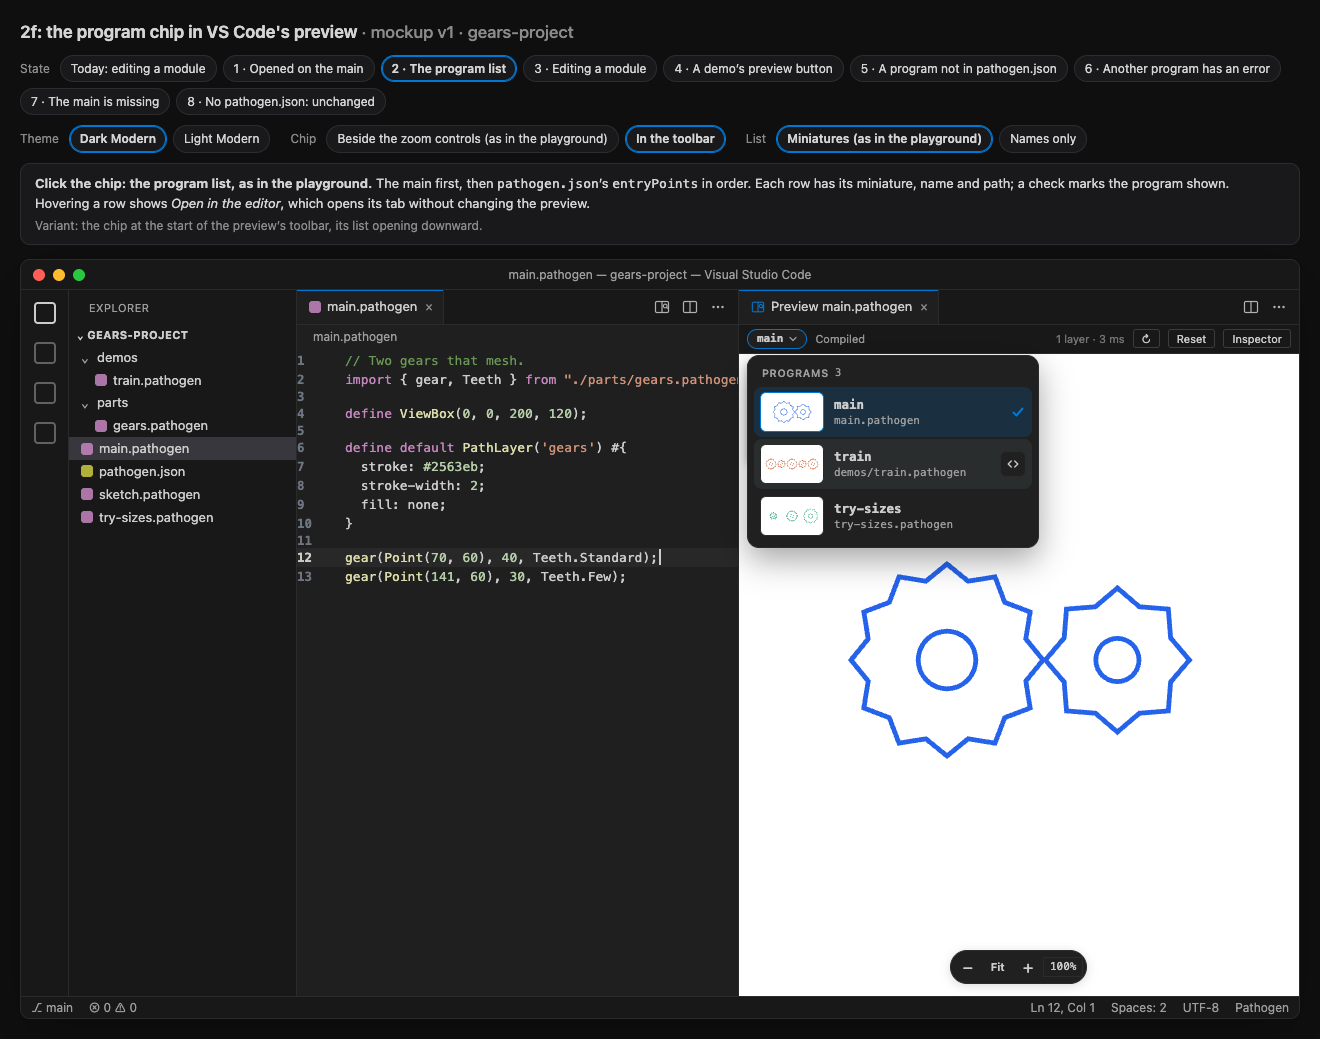 2f: the program chip in VS Code's preview · mockup v1 · gears-project
State Today: editing a module 1 · Opened on the main 2 · The program list 3 · Editing a module 4 · A demo's preview button 5 · A program not in pathogen.json 6 · Another program has an error
7 · The main is missing 8 · No pathogen.json: unchanged
Theme Dark Modern Light Modern Chip Beside the zoom controls (as in the playground) In the toolbar List Miniatures (as in the playground) Names only
Click the chip: the program list, as in the playground. The main first, then pathogen.json's entryPoints in order. Each row has its miniature, name and path; a check marks the program shown.
Hovering a row shows Open in the editor, which opens its tab without changing the preview.
Variant: the chip at the start of the preview's toolbar, its list opening downward.
main.pathogen — gears-project — Visual Studio Code
EXPLORER
GEARS-PROJECT
demos
train.pathogen
parts
gears.pathogen
main.pathogen
pathogen.json
sketch.pathogen
try-sizes.pathogen
main.pathogen ×
main.pathogen
1 // Two gears that mesh.
2 import { gear, Teeth } from "./parts/gears.pathogen
3
4 define ViewBox(0, 0, 200, 120);
5
6 define default PathLayer('gears') #{
7 stroke: #2563eb;
8 stroke-width: 2;
9 fill: none;
10 }
11
12 gear(Point(70, 60), 40, Teeth.Standard);
13 gear(Point(141, 60), 30, Teeth.Few);
Preview main.pathogen ×
main Compiled 1 layer · 3 ms Reset Inspector
PROGRAMS 3
main
main.pathogen
train
demos/train.pathogen
try-sizes
try-sizes.pathogen
− Fit + 100%
main 0 0 Ln 12, Col 1 Spaces: 2 UTF-8 Pathogen